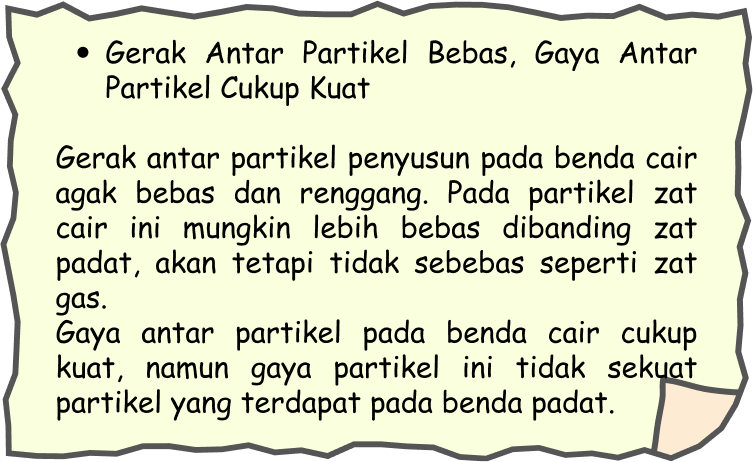 • Gerak Antar Partikel Bebas, Gaya Antar
Partikel Cukup Kuat
Gerak antar partikel penyusun pada benda cair
agak bebas dan renggang. Pada partikel zat
cair ini mungkin lebih bebas dibanding zat
padat, akan tetapi tidak sebebas seperti zat
gas.
Gaya antar partikel pada benda cair cukup
kuat, namun gaya partikel ini tidak sekuat
partikel yang terdapat pada benda padat.